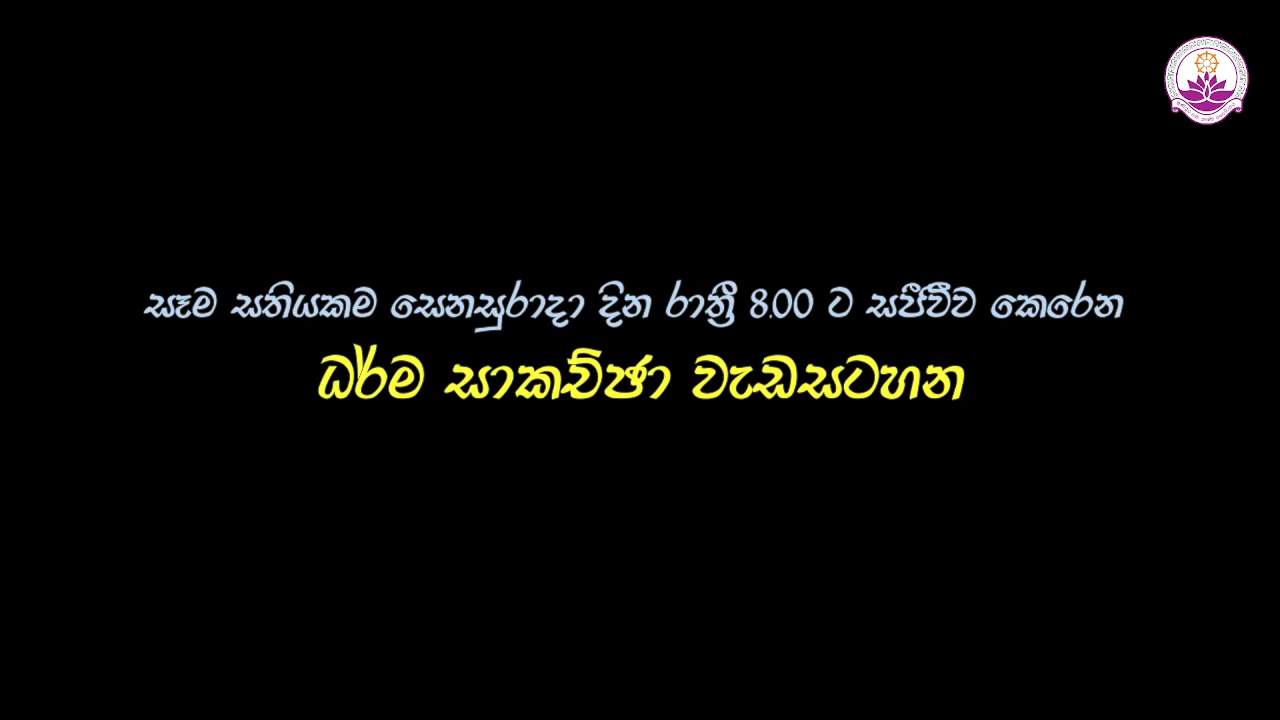 සෑම සතියකම සෙනසුරාදා දින රාත්‍රී 8.00 ට සජීවීව කෙරෙන
ධර්ම සාකච්ඡා වැඩසටහන